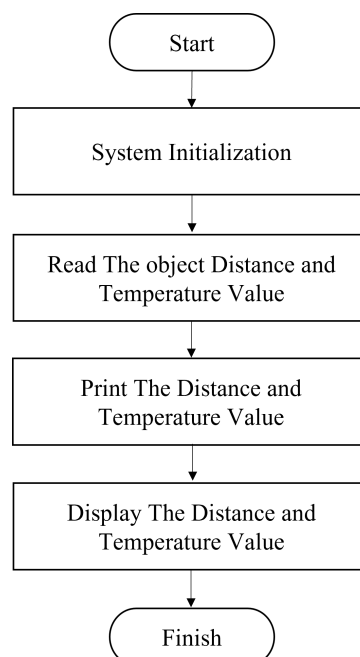 Start
System Initialization
Read The object Distance and
Temperature Value
Print The Distance and
Temperature Value
Display The Distance and
Temperature Value
Finish